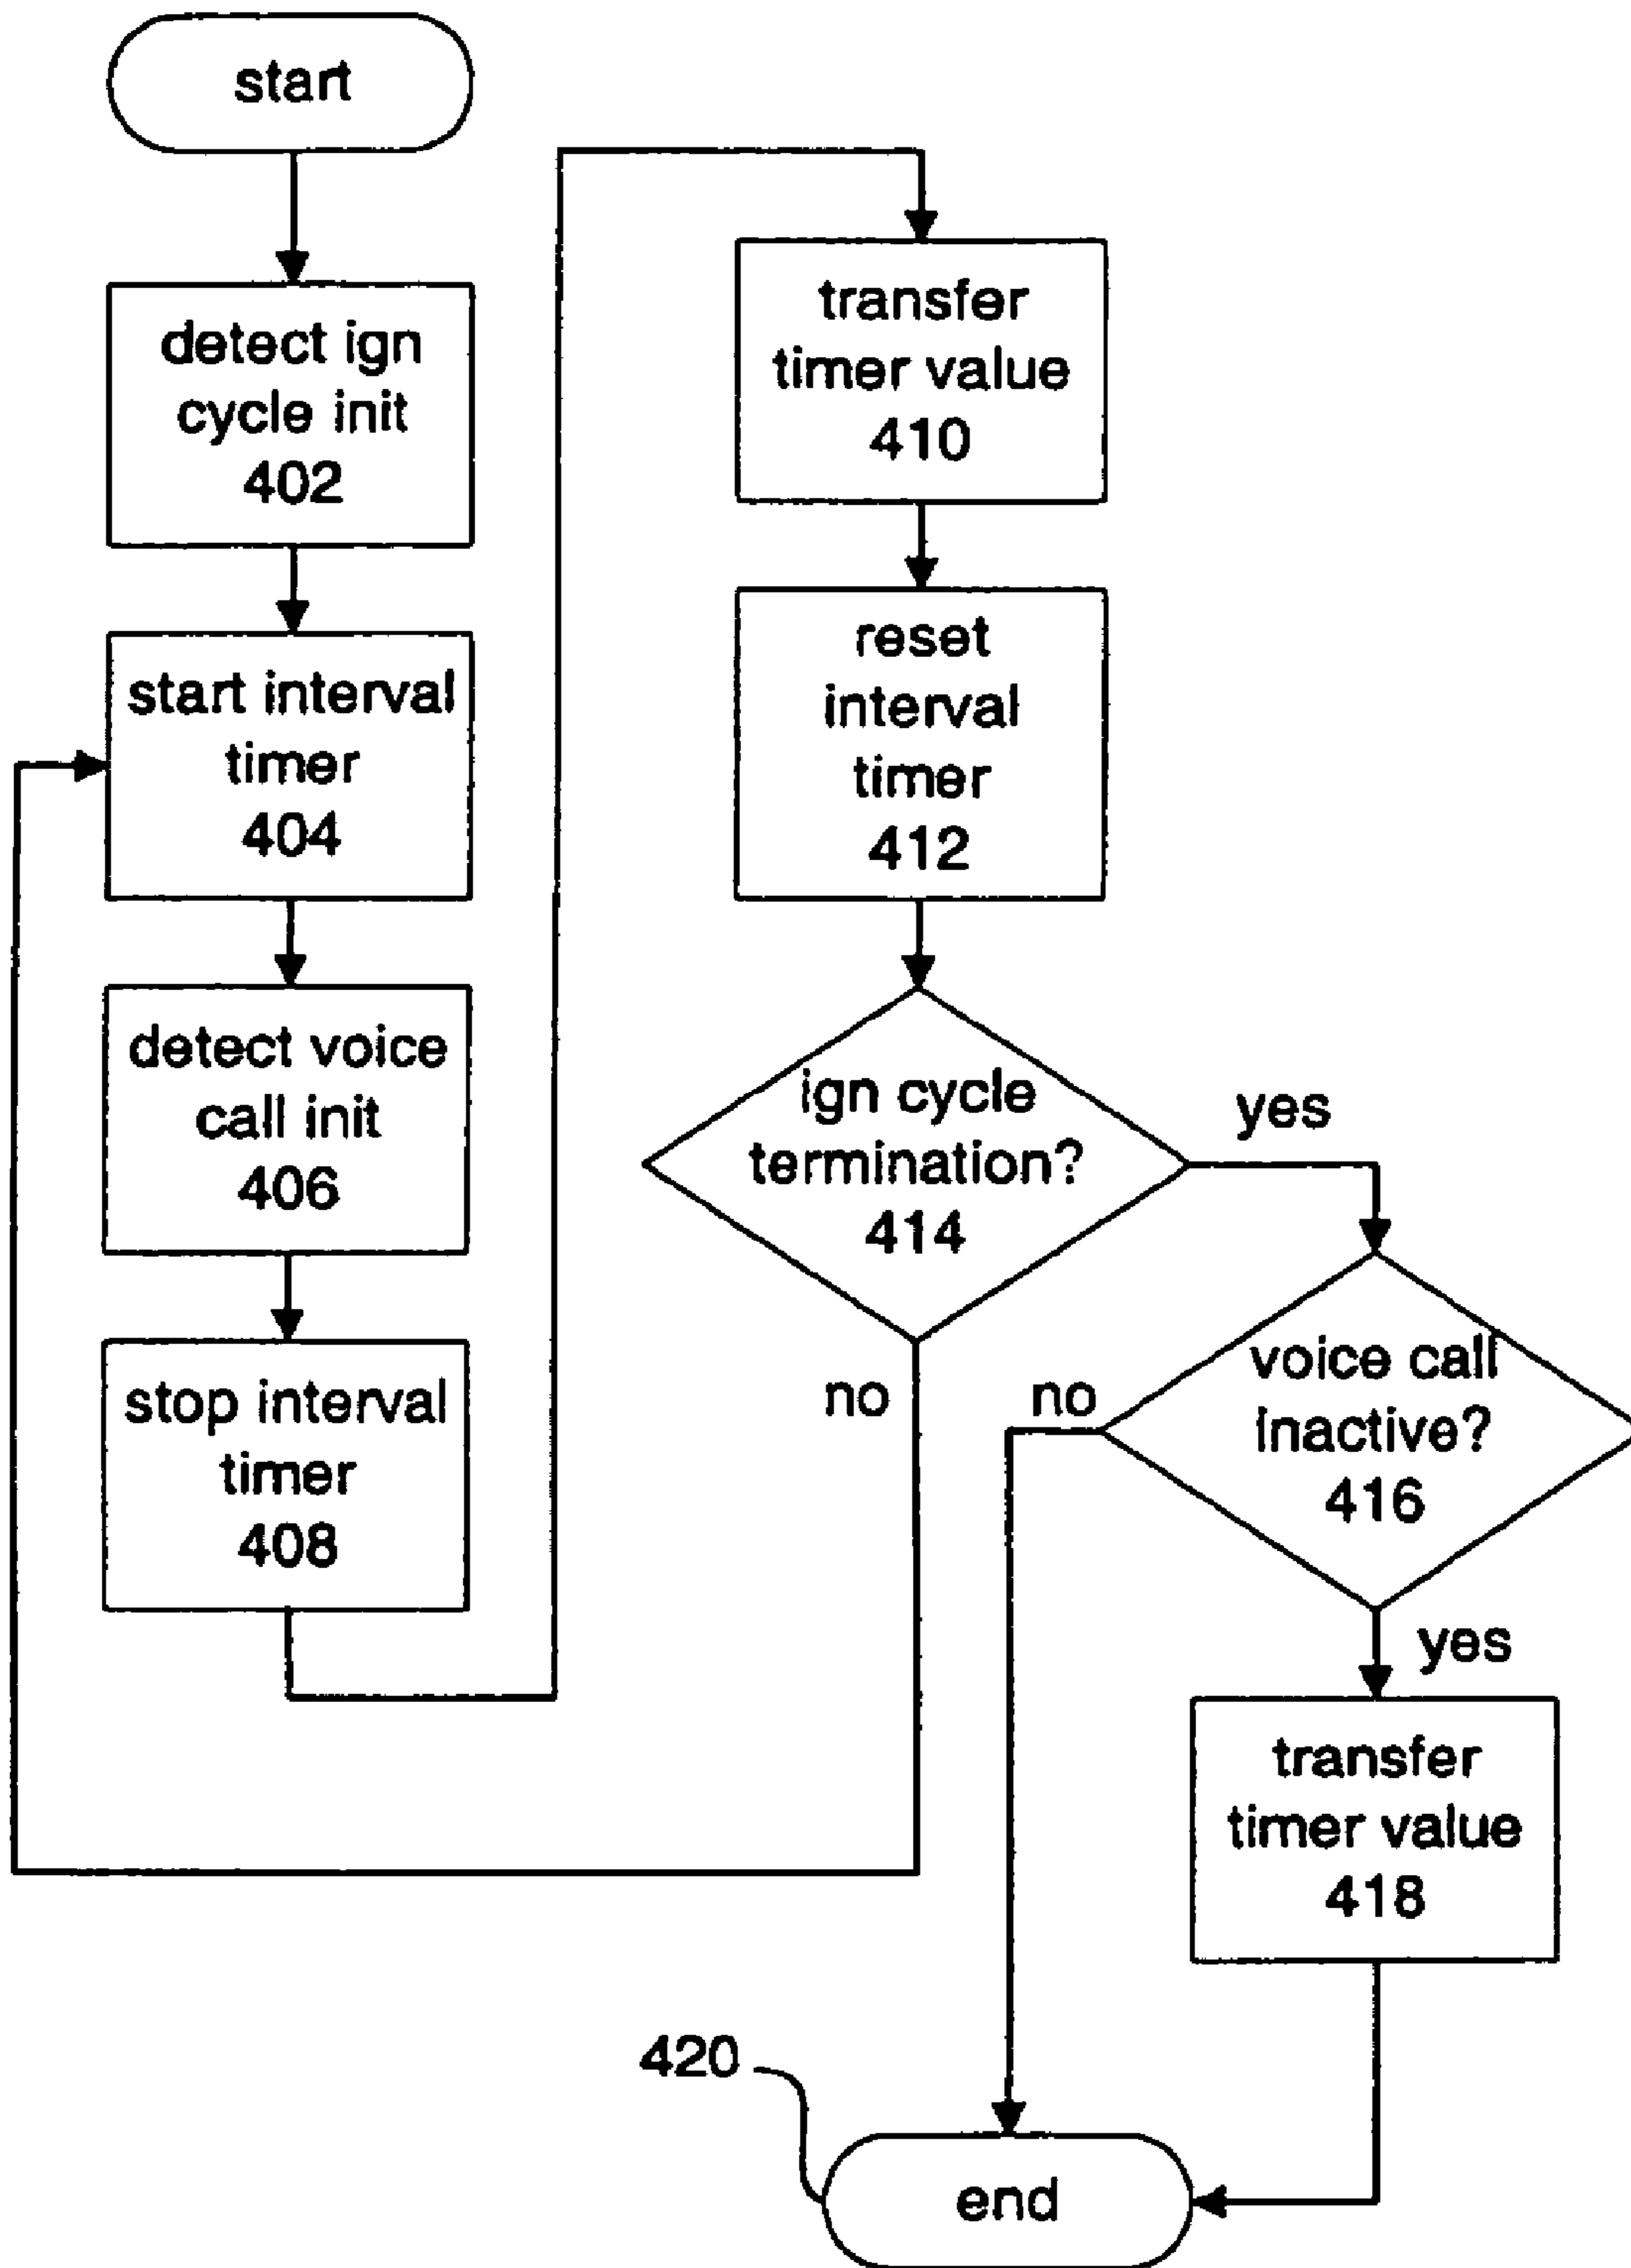 start
detect ign
cycle init
402
start interval
timer
404
detect voice
call init
406
stop interval
timer
408
transfer
timer value
410
reset
interval
timer
412
ign cycle
termination?
414
yes
no
voice call
inactive?
416
no
yes
transfer
timer value
418
420
end